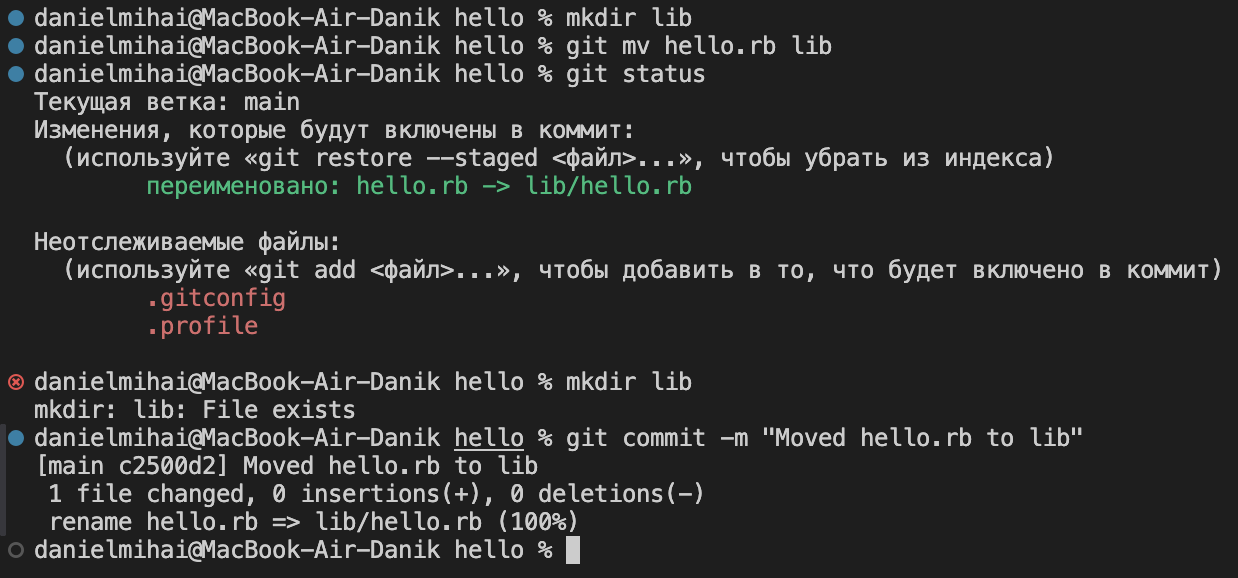 danielmihai@MacBook-Air-Danik hello % mkdir lib
danielmihai@MacBook-Air-Danik hello % git mv hello.rb lib
danielmihai@MacBook-Air-Danik hello % git status
Текущая ветка: main
Изменения, которые будут включены в коммит:
  (используйте «git restore --staged <файл>...», чтобы убрать из индекса)
        переименовано: hello.rb -> lib/hello.rb

Неотслеживаемые файлы:
  (используйте «git add <файл>...», чтобы добавить в то, что будет включено в коммит)
        .gitconfig
        .profile

danielmihai@MacBook-Air-Danik hello % mkdir lib
mkdir: lib: File exists
danielmihai@MacBook-Air-Danik hello % git commit -m "Moved hello.rb to lib"
[main c2500d2] Moved hello.rb to lib
 1 file changed, 0 insertions(+), 0 deletions(-)
 rename hello.rb => lib/hello.rb (100%)
danielmihai@MacBook-Air-Danik hello %